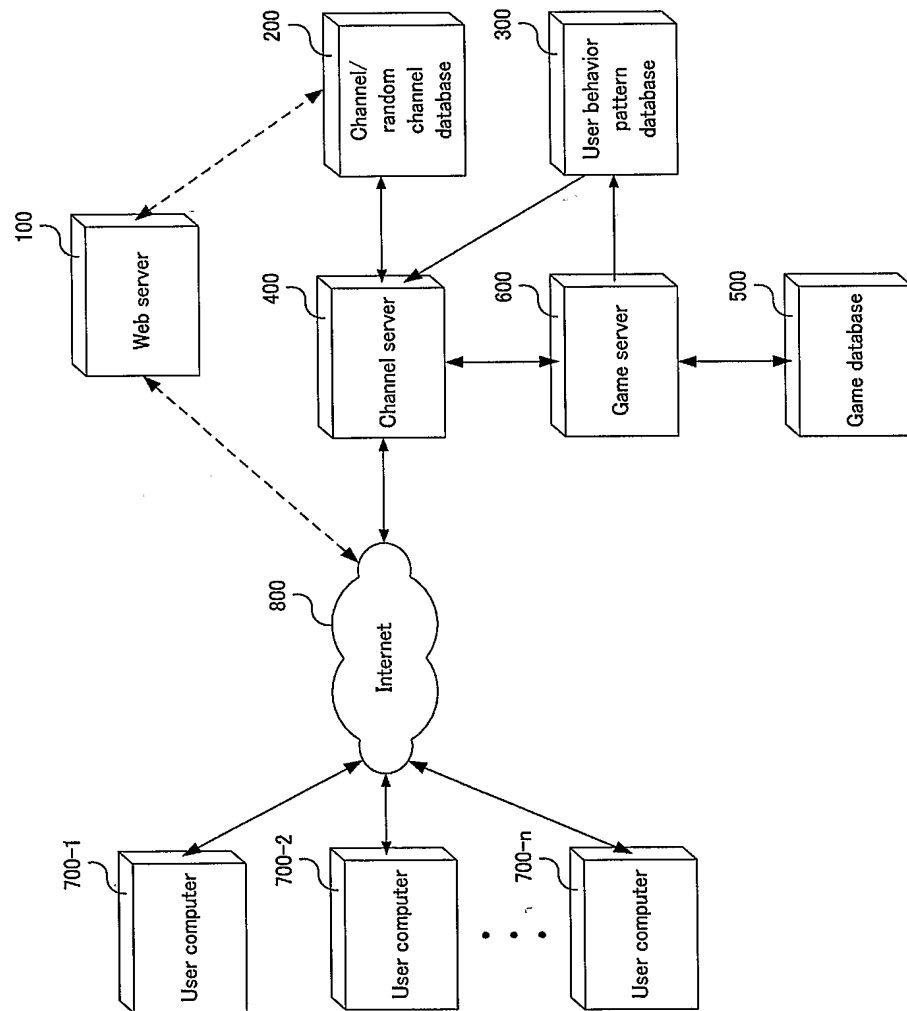 700-1
User computer
700-2
User computer
700-n
User computer
800
Internet
100
Web server
400
Channel server
600
Game server
500
Game database
200
Channel/
random
channel
database
300
User behavior
pattern
database